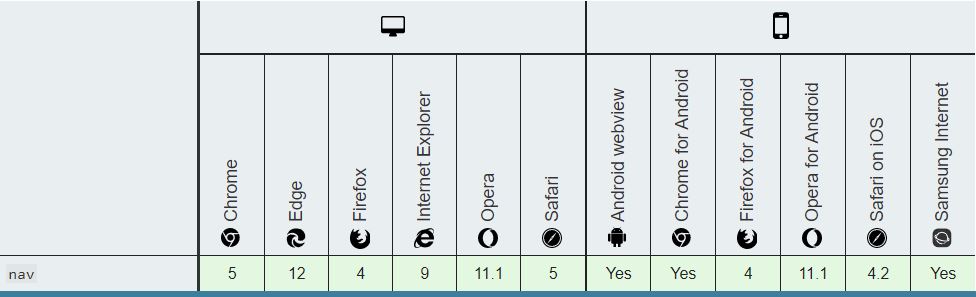 Chrome
Edge
Firefox
Internet Explorer
Opera
Safari
Android webview
Chrome for Android
Firefox for Android
Opera for Android
Safari on iOS
Samsung Internet
nav 5 12 4 9 11.1 5 Yes Yes 4 11.1 4.2 Yes